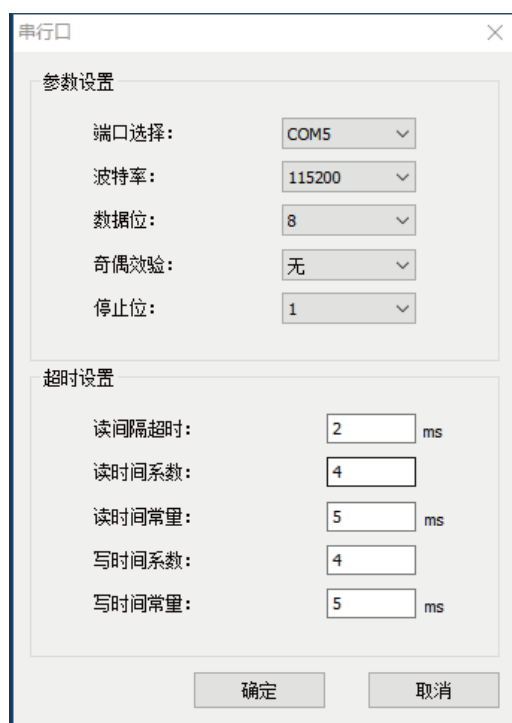 串行口
参数设置
端口选择: COM5
波特率: 115200
数据位: 8
奇偶效验: 无
停止位: 1
超时设置
读间隔超时: 2 ms
读时间系数: 4
读时间常量: 5 ms
写时间系数: 4
写时间常量: 5 ms
确定 取消